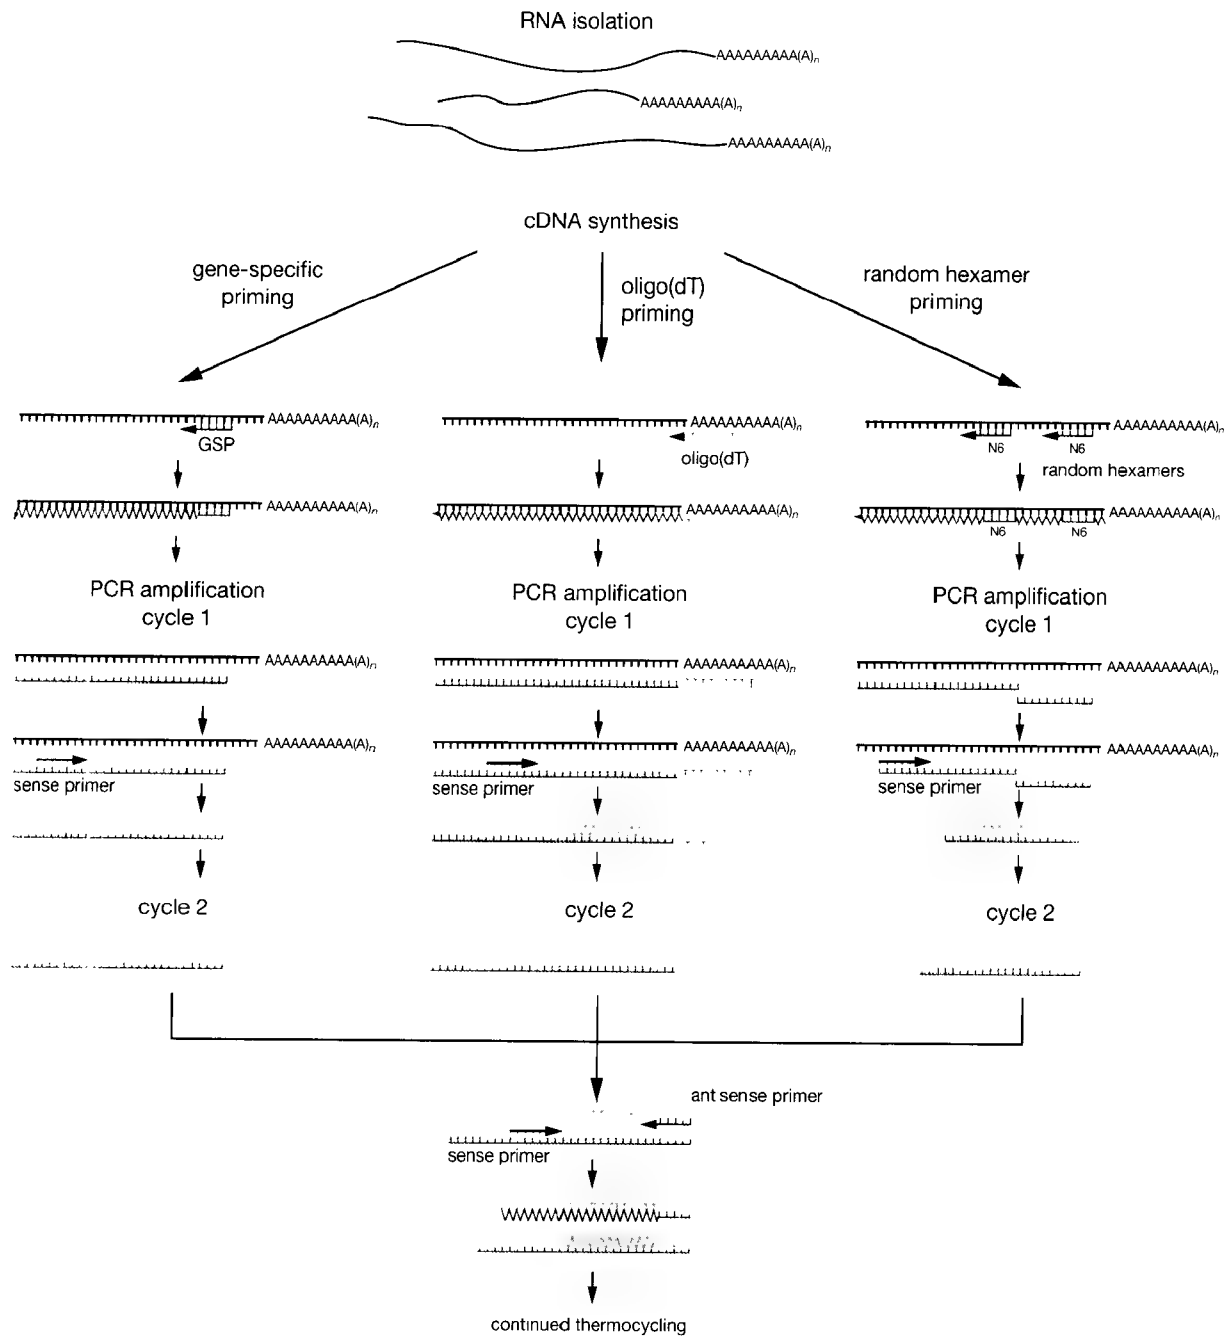 RNA isolation
AAAAAAAAA(A)n
AAAAAAAAA(A)n
AAAAAAAAA(A)n
cDNA synthesis
gene-specific
priming
oligo(dT)
priming
random hexamer
priming
AAAAAAAAAA(A)n
GSP
AAAAAAAAAA(A)n
oligo(dT)
AAAAAAAAAA(A)n
N6
N6
random hexamers
AAAAAAAAAA(A)n
AAAAAAAAAA(A)n
AAAAAAAAAA(A)n
N6
N6
PCR amplification
cycle 1
PCR amplification
cycle 1
PCR amplification
cycle 1
AAAAAAAAAA(A)n
AAAAAAAAAA(A)n
AAAAAAAAAA(A)n
AAAAAAAAAA(A)n
sense primer
AAAAAAAAAA(A)n
sense primer
AAAAAAAAAA(A)n
sense primer
cycle 2
cycle 2
cycle 2
ant sense primer
sense primer
continued thermocycling